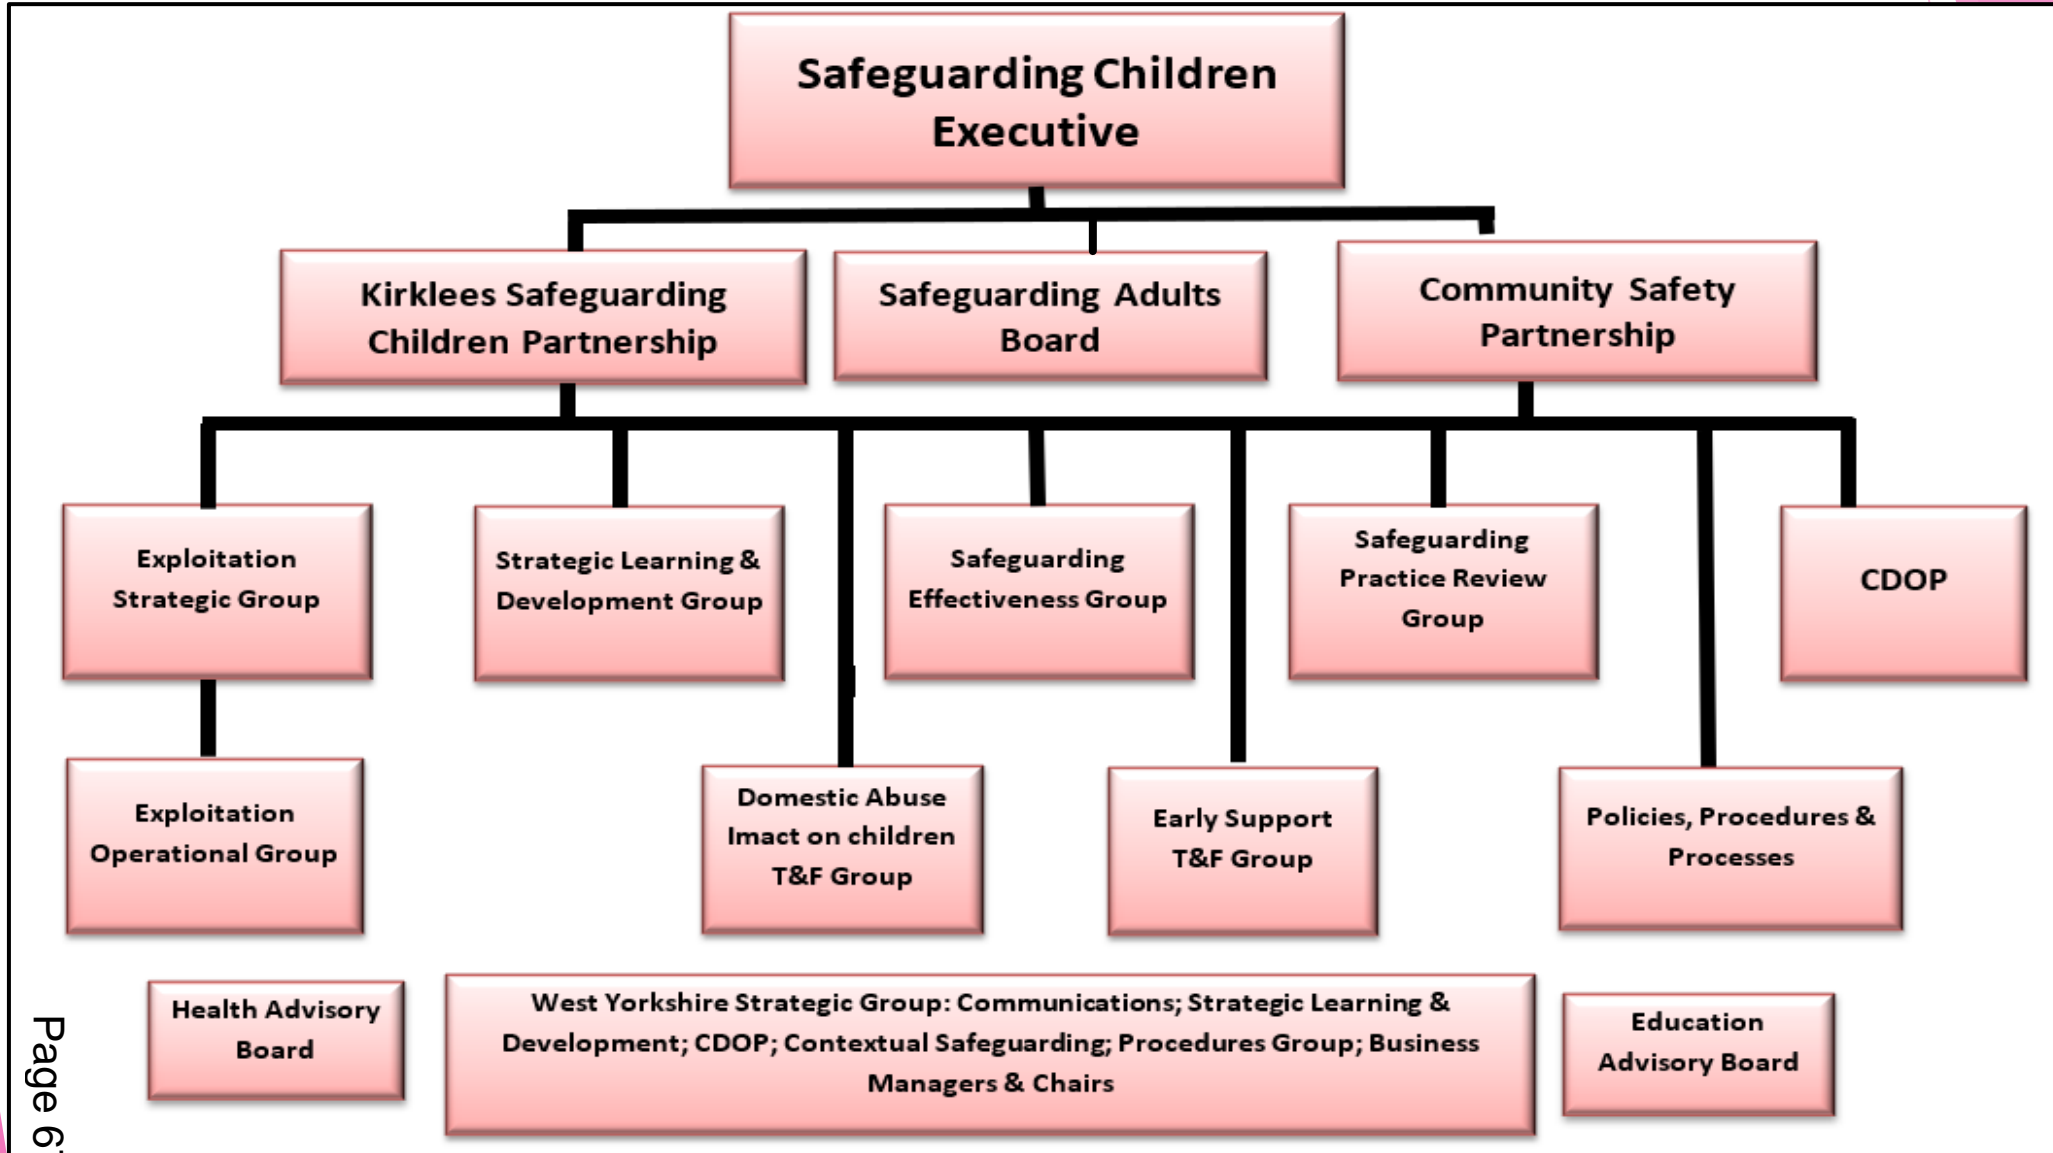 Safeguarding Children
Executive
Kirklees Safeguarding
Children Partnership
Safeguarding Adults
Board
Community Safety
Partnership
Exploitation
Strategic Group
Strategic Learning &
Development Group
Safeguarding
Effectiveness Group
Safeguarding
Practice Review
Group
CDOP
Exploitation
Operational Group
Domestic Abuse
Imact on children
T&F Group
Early Support
T&F Group
Policies, Procedures &
Processes
Health Advisory
Board
West Yorkshire Strategic Group: Communications; Strategic Learning &
Development; CDOP; Contextual Safeguarding; Procedures Group; Business
Managers & Chairs
Education
Advisory Board
Page 6